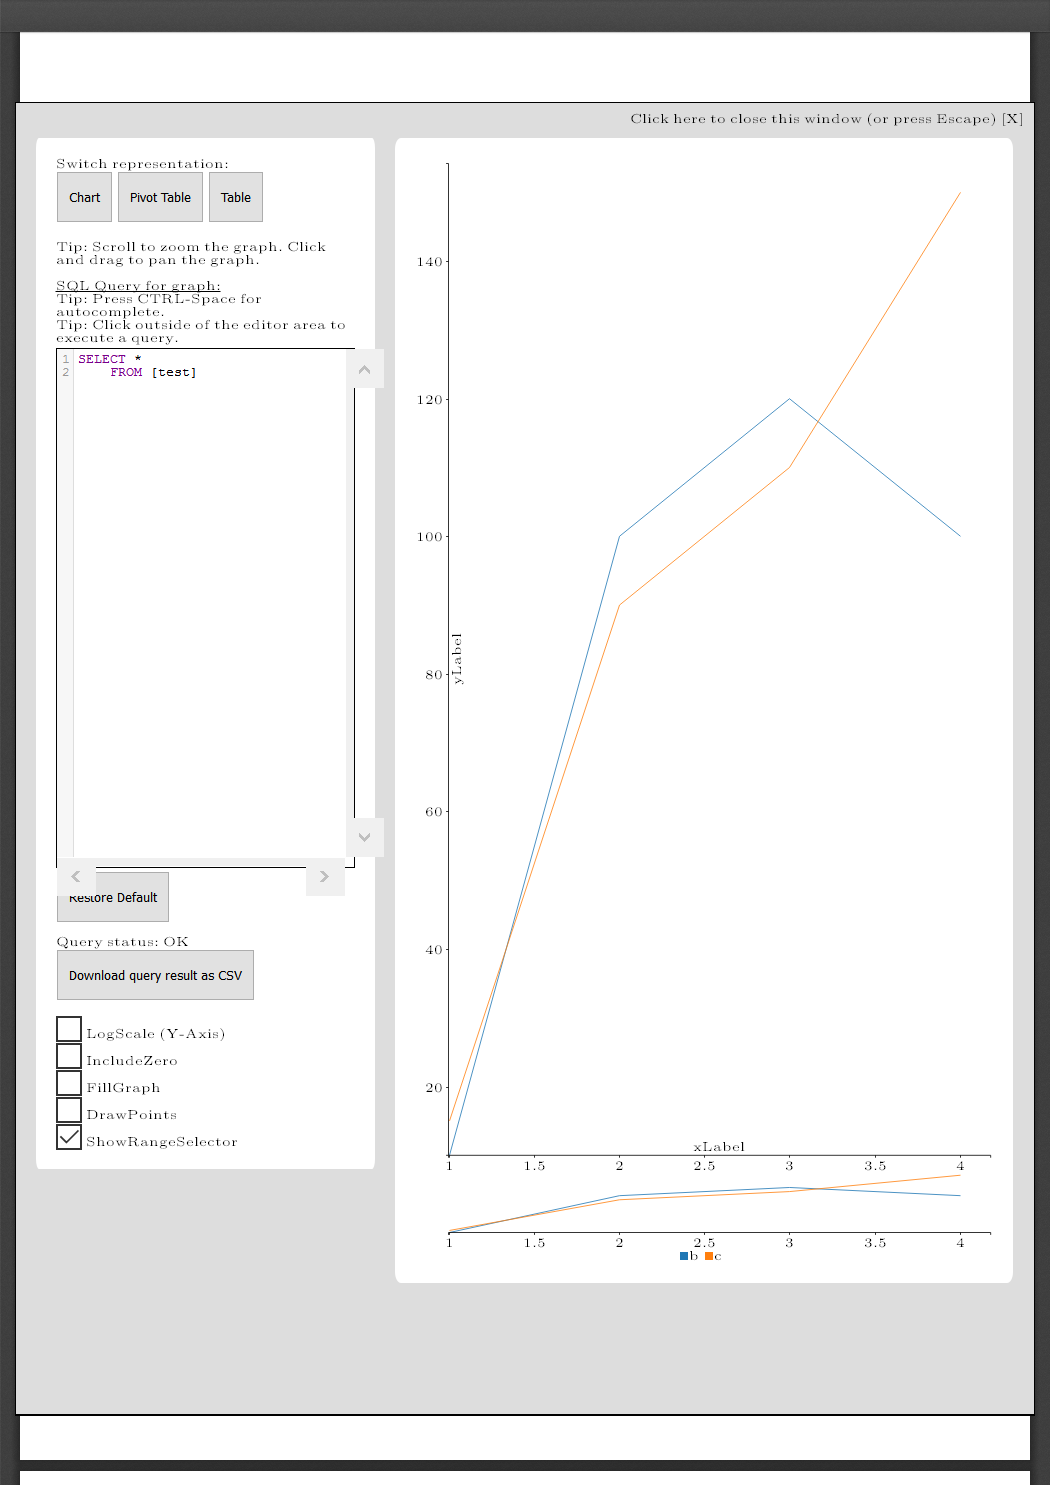 Click here to close this window (or press Escape) [X]
Switch representation:
Chart Pivot Table Table
Tip: Scroll to zoom the graph. Click
and drag to pan the graph.
SQL Query for graph:
Tip: Press CTRL-Space for
autocomplete.
Tip: Click outside of the editor area to
execute a query.
1 SELECT *
2 FROM [test]
Restore Default
Query status: OK
Download query result as CSV
LogScale (Y-Axis)
IncludeZero
FillGraph
DrawPoints
ShowRangeSelector
140
120
100
80
60
40
20
yLabel
xLabel
1 1.5 2 2.5 3 3.5 4
1 1.5 2 2.5 3 3.5 4
b c